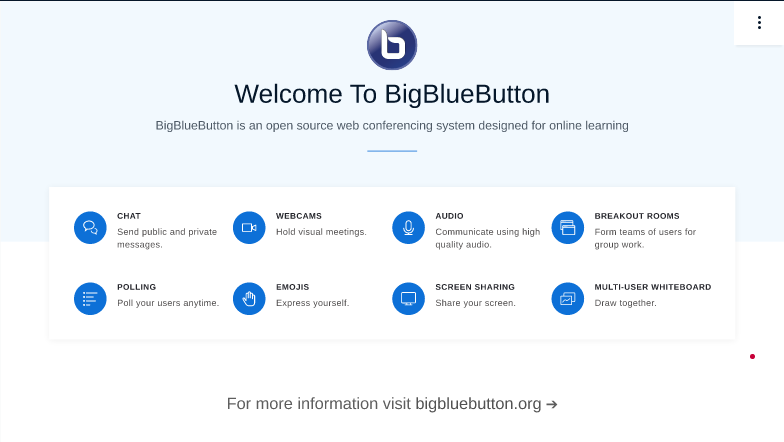 Welcome To BigBlueButton
BigBlueButton is an open source web conferencing system designed for online learning
CHAT
Send public and private
messages.
WEBCAMS
Hold visual meetings.
AUDIO
Communicate using high
quality audio.
BREAKOUT ROOMS
Form teams of users for
group work.
POLLING
Poll your users anytime.
EMOJIS
Express yourself.
SCREEN SHARING
Share your screen.
MULTI-USER WHITEBOARD
Draw together.
For more information visit bigbluebutton.org ➔